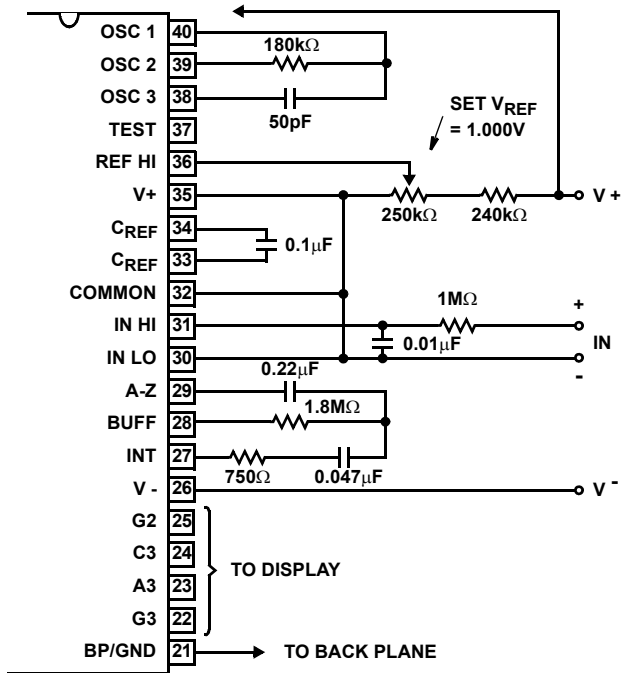 OSC 1 40
180kΩ
OSC 2 39
OSC 3 38
50pF
SET VREF
= 1.000V
TEST 37
REF HI 36
V+ 35
V +
250kΩ 240kΩ
CREF 34
0.1µF
CREF 33
COMMON 32
1MΩ
+
IN HI 31
IN
0.01µF
IN LO 30
-
0.22µF
A-Z 29
1.8MΩ
BUFF 28
INT 27
750Ω 0.047µF
V - 26
V -
G2 25
C3 24
TO DISPLAY
A3 23
G3 22
BP/GND 21
TO BACK PLANE